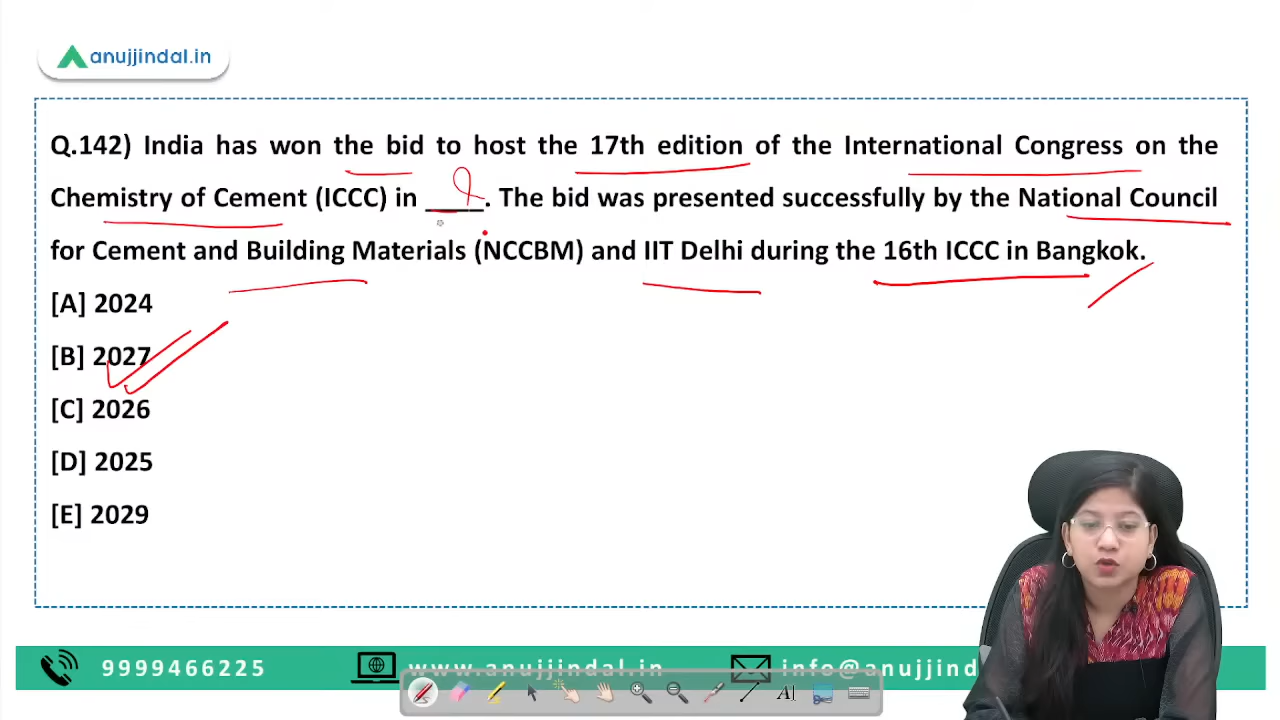 anujjindal.in
Q.142) India has won the bid to host the 17th edition of the International Congress on the
Chemistry of Cement (ICCC) in ____. The bid was presented successfully by the National Council
for Cement and Building Materials (NCCBM) and IIT Delhi during the 16th ICCC in Bangkok.
[A] 2024
[B] 2027
[C] 2026
[D] 2025
[E] 2029
9999466225
www.anujjindal.in
info@anujjind